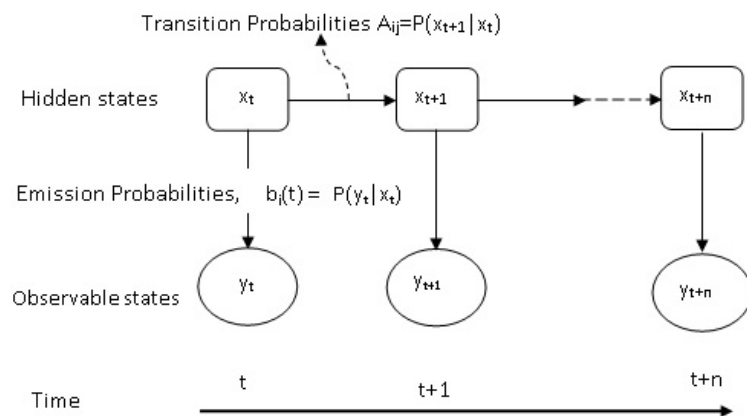 Transition Probabilities Aij=P(xt+1|xt)
Hidden states xt xt+1 xt+n
Emission Probabilities, bi(t) = P(yt|xt)
Observable states yt yt+1 yt+n
Time t t+1 t+n